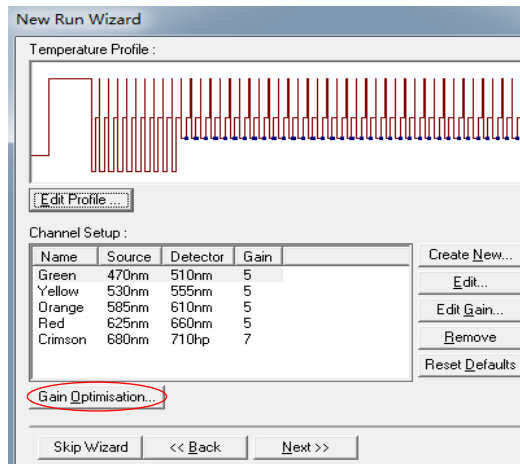 New Run Wizard
Temperature Profile :
Edit Profile ...
Channel Setup :
Name Source Detector Gain
Green 470nm 510nm 5
Yellow 530nm 555nm 5
Orange 585nm 610nm 5
Red 625nm 660nm 5
Crimson 680nm 710hp 7
Create New...
Edit...
Edit Gain...
Remove
Reset Defaults
Gain Optimisation...
Skip Wizard << Back Next >>